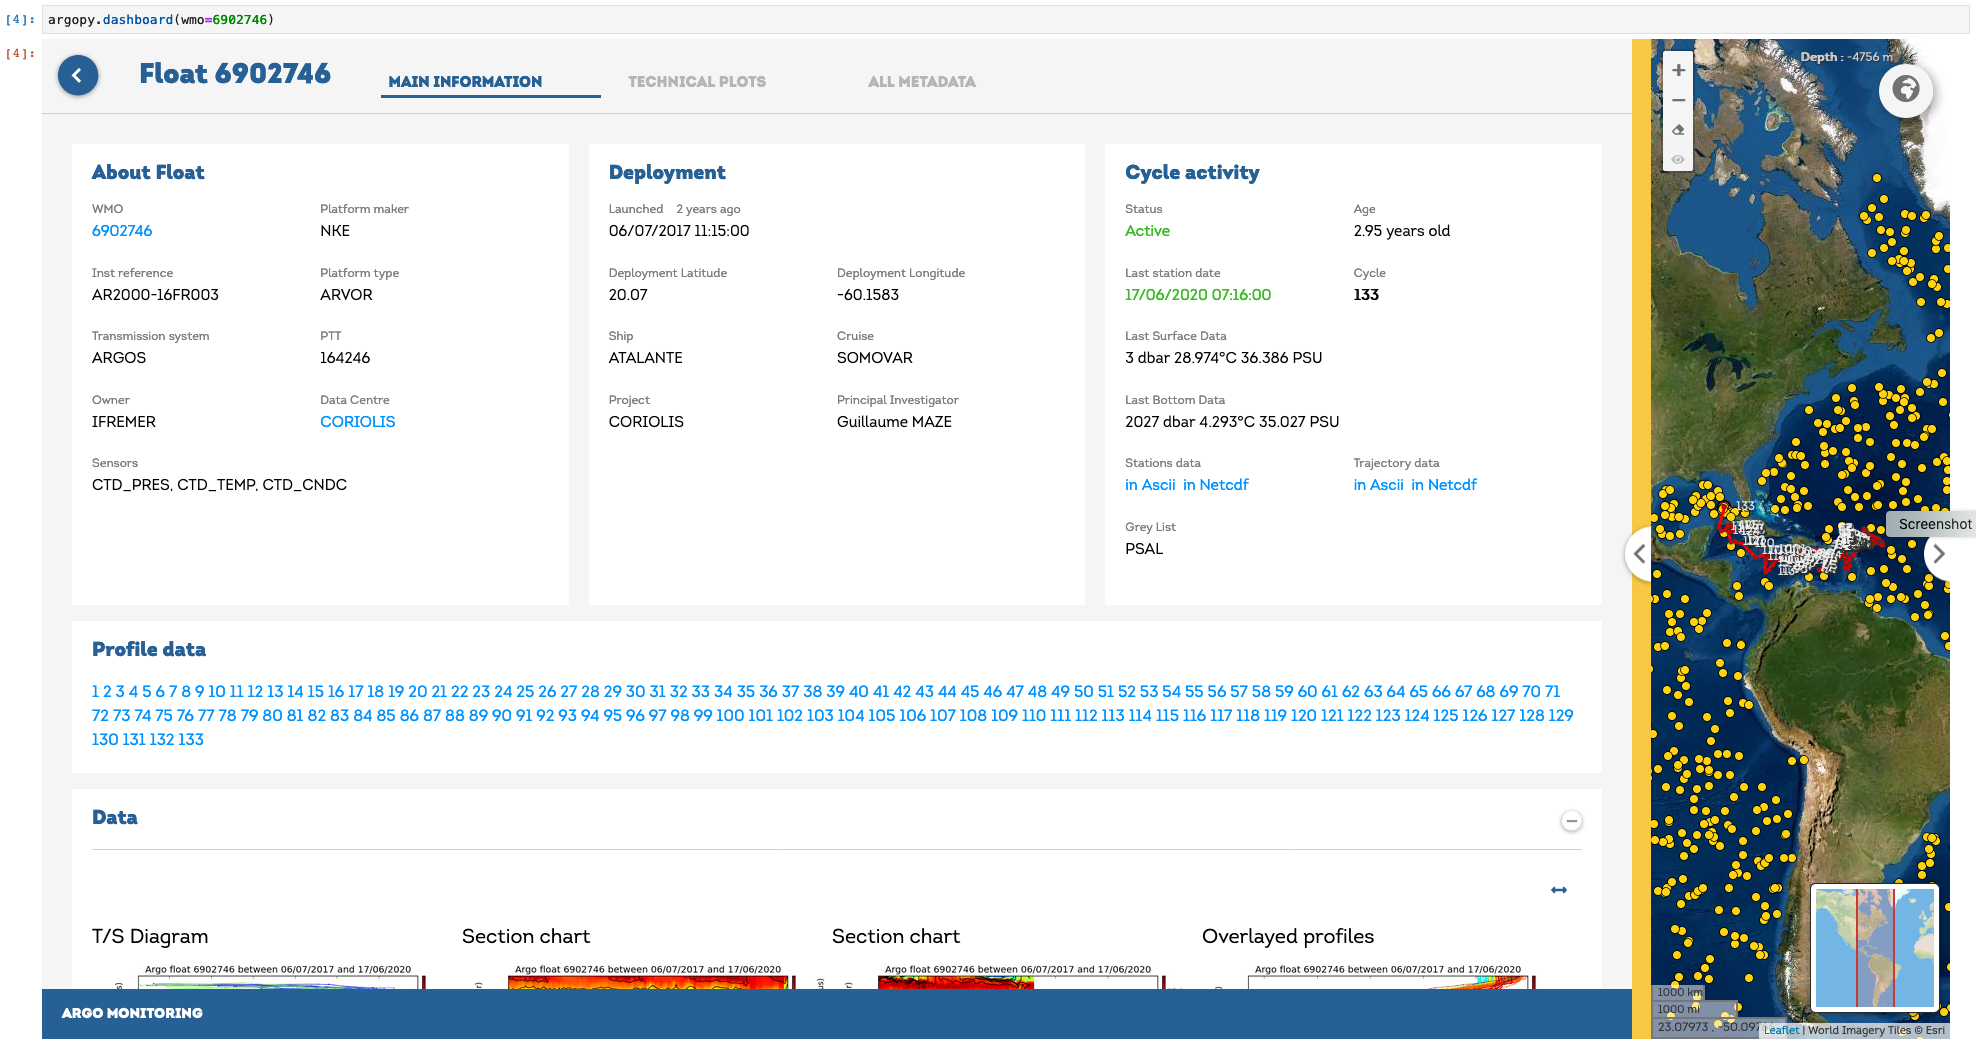 [4]: argopy.dashboard(wmo=6902746)
[4]:
Float 6902746
MAIN INFORMATION
TECHNICAL PLOTS
ALL METADATA
About Float
WMO
Platform maker
6902746
NKE
Inst reference
Platform type
AR2000-16FR003
ARVOR
Transmission system
PTT
ARGOS
164246
Owner
Data Centre
IFREMER
CORIOLIS
Sensors
CTD_PRES, CTD_TEMP, CTD_CNDC
Deployment
Launched 2 years ago
06/07/2017 11:15:00
Deployment Latitude
Deployment Longitude
20.07
-60.1583
Ship
Cruise
ATALANTE
SOMOVAR
Project
Principal Investigator
CORIOLIS
Guillaume MAZE
Cycle activity
Status
Age
Active
2.95 years old
Last station date
Cycle
17/06/2020 07:16:00
133
Last Surface Data
3 dbar 28.974°C 36.386 PSU
Last Bottom Data
2027 dbar 4.293°C 35.027 PSU
Stations data
Trajectory data
in Ascii in Netcdf
in Ascii in Netcdf
Grey List
PSAL
Profile data
1 2 3 4 5 6 7 8 9 10 11 12 13 14 15 16 17 18 19 20 21 22 23 24 25 26 27 28 29 30 31 32 33 34 35 36 37 38 39 40 41 42 43 44 45 46 47 48 49 50 51 52 53 54 55 56 57 58 59 60 61 62 63 64 65 66 67 68 69 70 71
72 73 74 75 76 77 78 79 80 81 82 83 84 85 86 87 88 89 90 91 92 93 94 95 96 97 98 99 100 101 102 103 104 105 106 107 108 109 110 111 112 113 114 115 116 117 118 119 120 121 122 123 124 125 126 127 128 129
130 131 132 133
Data
T/S Diagram
Section chart
Section chart
Overlayed profiles
Argo float 6902746 between 06/07/2017 and 17/06/2020
Argo float 6902746 between 06/07/2017 and 17/06/2020
Argo float 6902746 between 06/07/2017 and 17/06/2020
Argo float 6902746 between 06/07/2017 and 17/06/2020
ARGO MONITORING
Depth : -4756 m
133
Screenshot
1000 km
1000 mi
23.07973 , -50.097
Leaflet | World Imagery Tiles © Esri